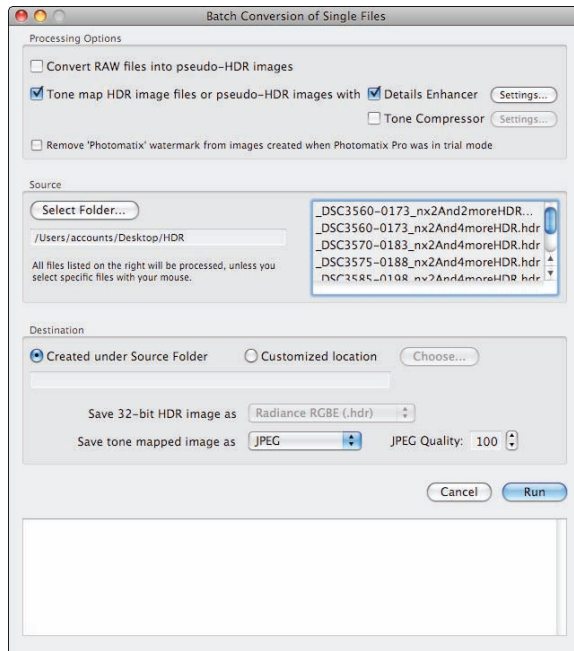 Batch Conversion of Single Files
Processing Options
Convert RAW files into pseudo-HDR images
Tone map HDR image files or pseudo-HDR images with Details Enhancer Settings...
Tone Compressor Settings...
Remove 'Photomatix' watermark from images created when Photomatix Pro was in trial mode
Source
Select Folder...
/Users/accounts/Desktop/HDR
All files listed on the right will be processed, unless you
select specific files with your mouse.
_DSC3560-0173_nx2And2moreHDR...
_DSC3560-0173_nx2And4moreHDR.hdr
_DSC3570-0183_nx2And4moreHDR.hdr
_DSC3575-0188_nx2And4moreHDR.hdr
_DSC3585-0198_nx2And4moreHDR.hdr
Destination
Created under Source Folder Customized location Choose...
Save 32-bit HDR image as Radiance RGBE (.hdr)
Save tone mapped image as JPEG JPEG Quality: 100
Cancel Run